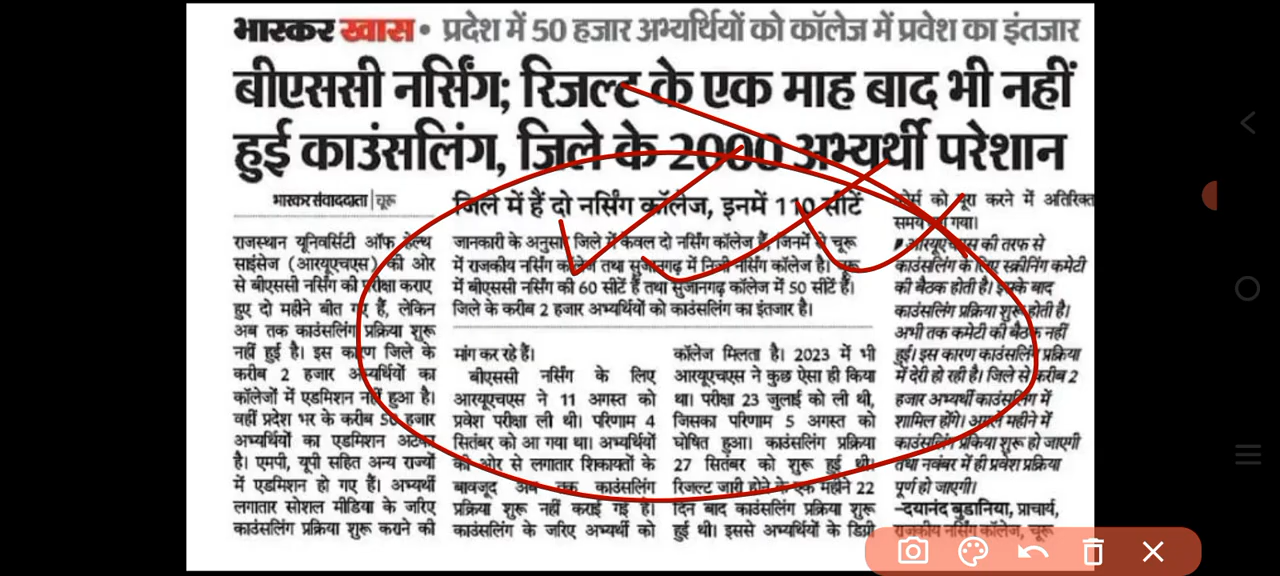 भास्कर खास • प्रदेश में 50 हजार अभ्यर्थियों को कॉलेज में प्रवेश का इंतजार
बीएससी नर्सिंग; रिजल्ट के एक माह बाद भी नहीं
हुई काउंसलिंग, जिले के 2000 अभ्यर्थी परेशान
भास्कर संवाददाता | चूरू
राजस्थान यूनिवर्सिटी ऑफ हेल्थ
साइंसेज (आरयूएचएस) की ओर
से बीएससी नर्सिंग की परीक्षा कराए
हुए दो महीने बीत गए हैं, लेकिन
अब तक काउंसलिंग प्रक्रिया शुरू
नहीं हुई है। इस कारण जिले के
करीब 2 हजार अभ्यर्थियों का
कॉलेजों में एडमिशन नहीं हुआ है।
वहीं प्रदेश भर के करीब 50 हजार
अभ्यर्थियों का एडमिशन अटका
है। एमपी, यूपी सहित अन्य राज्यों
में एडमिशन हो गए हैं। अभ्यर्थी
लगातार सोशल मीडिया के जरिए
काउंसलिंग प्रक्रिया शुरू कराने की
जिले में हैं दो नर्सिंग कॉलेज, इनमें 110 सीटें
जानकारी के अनुसार जिले में केवल दो नर्सिंग कॉलेज हैं, जिनमें से चूरू
में राजकीय नर्सिंग कॉलेज तथा सुजानगढ़ में निजी नर्सिंग कॉलेज है। चूरू
में बीएससी नर्सिंग की 60 सीटें हैं तथा सुजानगढ़ कॉलेज में 50 सीटें हैं।
जिले के करीब 2 हजार अभ्यर्थियों को काउंसलिंग का इंतजार है।
मांग कर रहे हैं।
बीएससी नर्सिंग के लिए
आरयूएचएस ने 11 अगस्त को
प्रवेश परीक्षा ली थी। परिणाम 4
सितंबर को आ गया था। अभ्यर्थियों
की ओर से लगातार शिकायतों के
बावजूद अब तक काउंसलिंग
प्रक्रिया शुरू नहीं कराई गई है।
काउंसलिंग के जरिए अभ्यर्थी को
कॉलेज मिलता है। 2023 में भी
आरयूएचएस ने कुछ ऐसा ही किया
था। परीक्षा 23 जुलाई को ली थी,
जिसका परिणाम 5 अगस्त को
घोषित हुआ। काउंसलिंग प्रक्रिया
27 सितंबर को शुरू हुई थी।
रिजल्ट जारी होने के एक महीने 22
दिन बाद काउंसलिंग प्रक्रिया शुरू
हुई थी। इससे अभ्यर्थियों के डिग्री
कोर्स को पूरा करने में अतिरिक्त
समय लग गया।
आरयूएचएस की तरफ से
काउंसलिंग के लिए स्क्रीनिंग कमेटी
की बैठक होती है। इसके बाद
काउंसलिंग प्रक्रिया शुरू होती है।
अभी तक कमेटी की बैठक नहीं
हुई। इस कारण काउंसलिंग प्रक्रिया
में देरी हो रही है। जिले से करीब 2
हजार अभ्यर्थी काउंसलिंग में
शामिल होंगे। अगले महीने में
काउंसलिंग प्रकिया शुरू हो जाएगी
तथा नवंबर में ही प्रवेश प्रक्रिया
पूर्ण हो जाएगी।
–दयानंद बुडानिया, प्राचार्य,
राजकीय नर्सिंग कॉलेज, चूरू